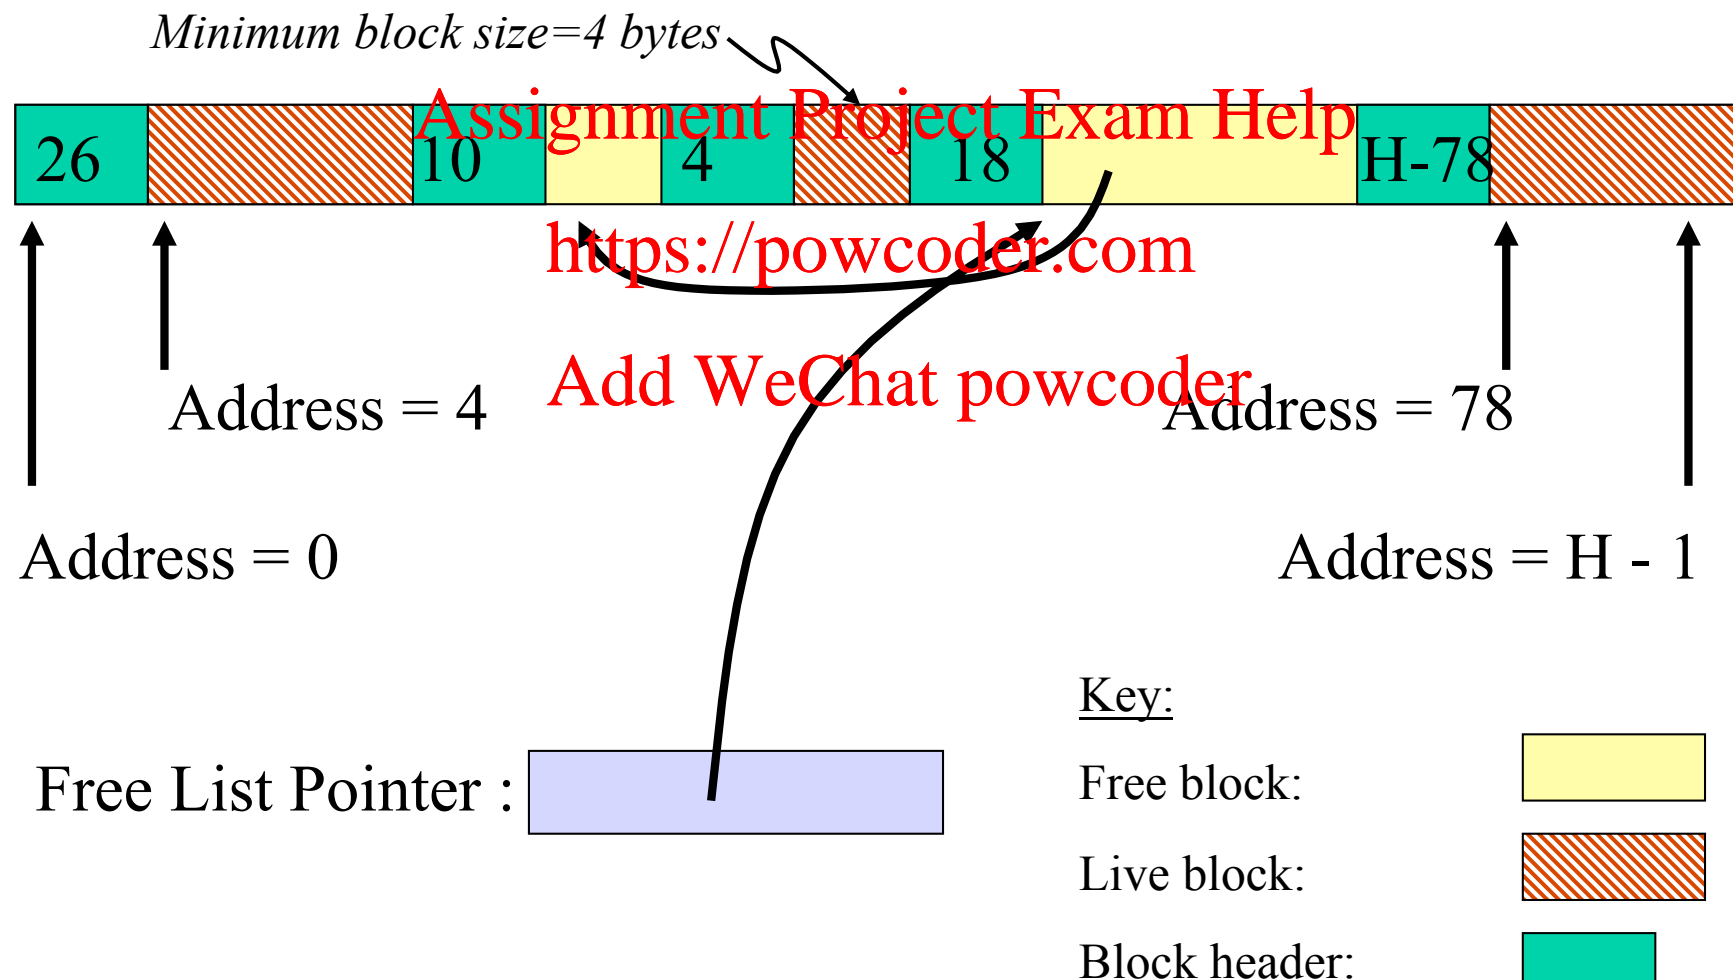 Minimum block size=4 bytes
Assignment Project Exam Help
26 10 4 18 H-78
https://powcoder.com
Add WeChat powcoder
Address = 4 Address = 78
Address = 0 Address = H - 1
Key:
Free List Pointer : Free block:
Live block:
Block header: